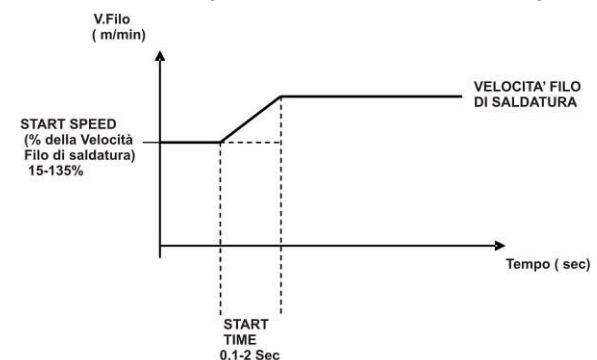 V.Filo
( m/min)
VELOCITA' FILO
DI SALDATURA
START SPEED
(% della Velocità
Filo di saldatura)
15-135%
Tempo ( sec)
START
TIME
0.1-2 Sec